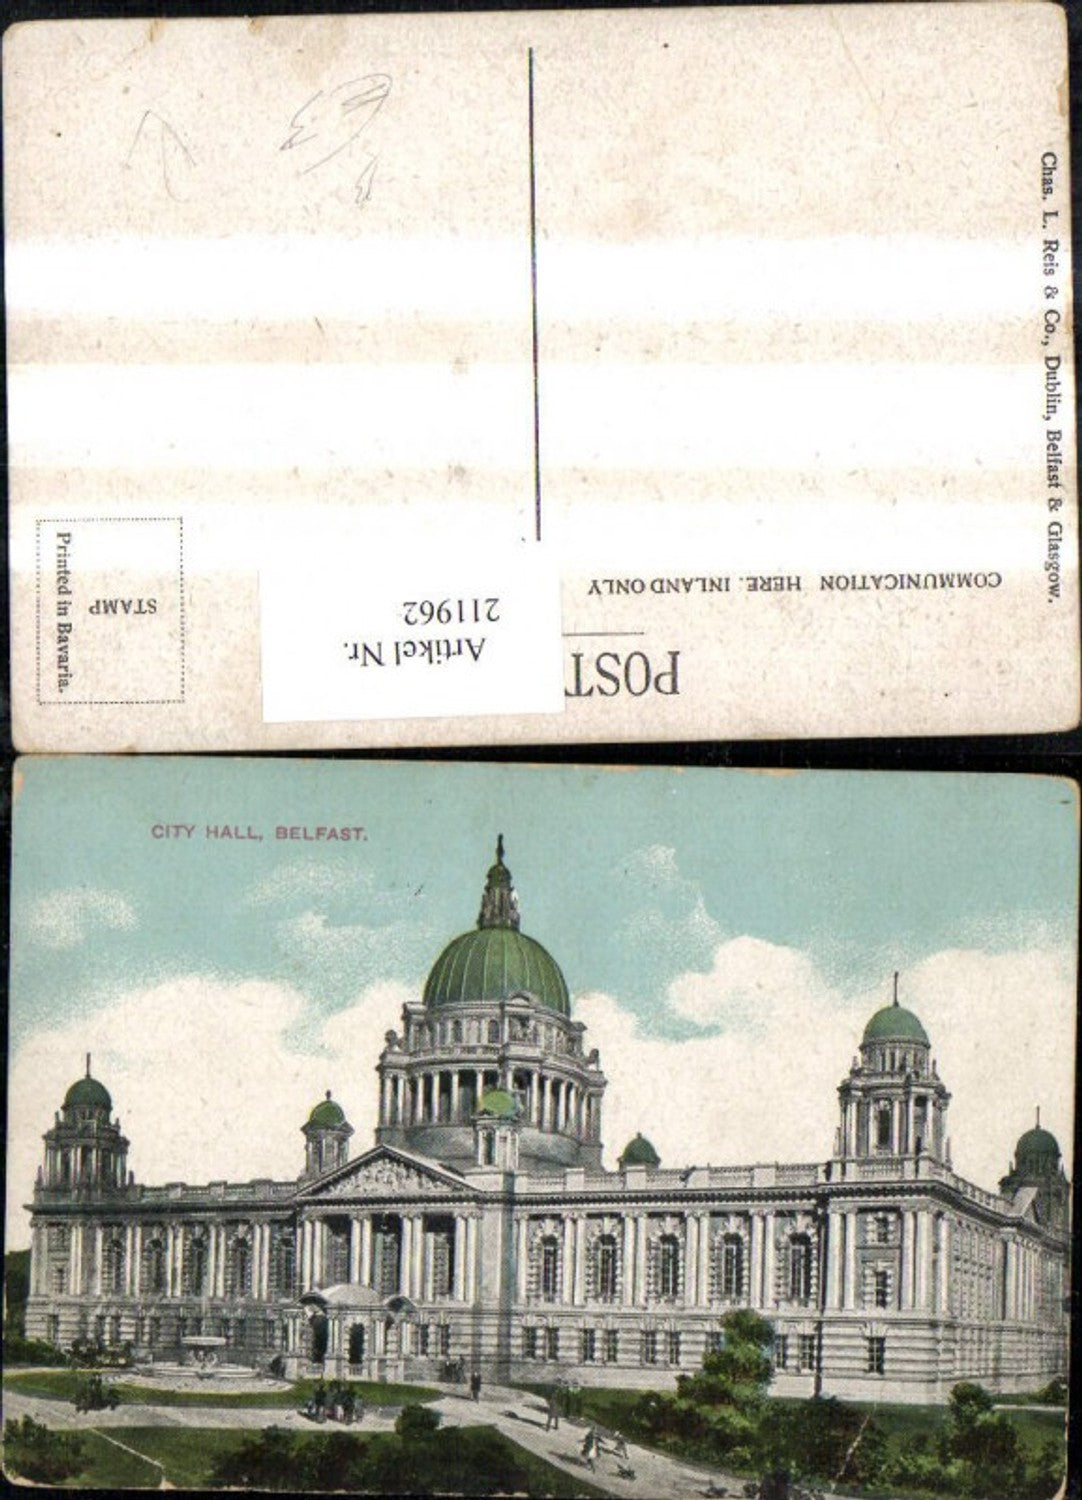 Chas. L. Reis & Co., Dublin, Belfast & Glasgow.
POST
COMMUNICATION HERE. INLAND ONLY
Artikel Nr.
211962
STAMP
Printed in Bavaria.
CITY HALL, BELFAST.